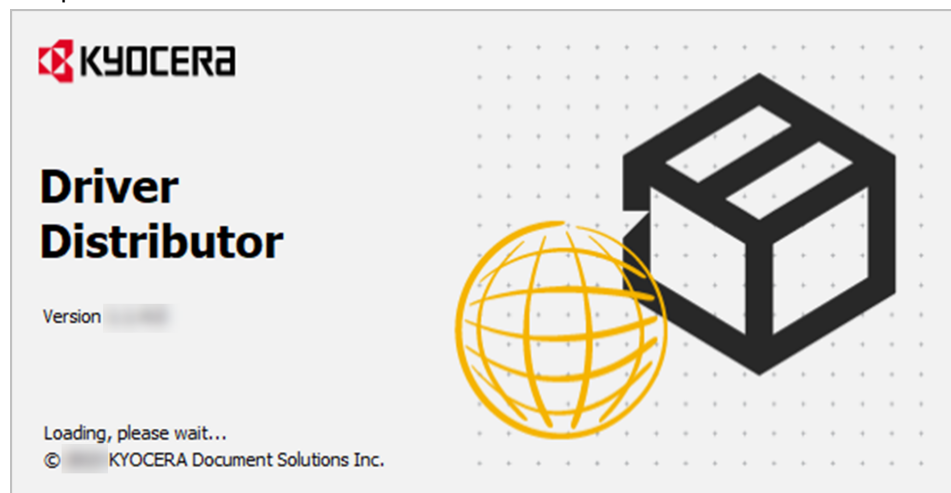 KYOCERA
Driver
Distributor
Version
Loading, please wait...
© KYOCERA Document Solutions Inc.